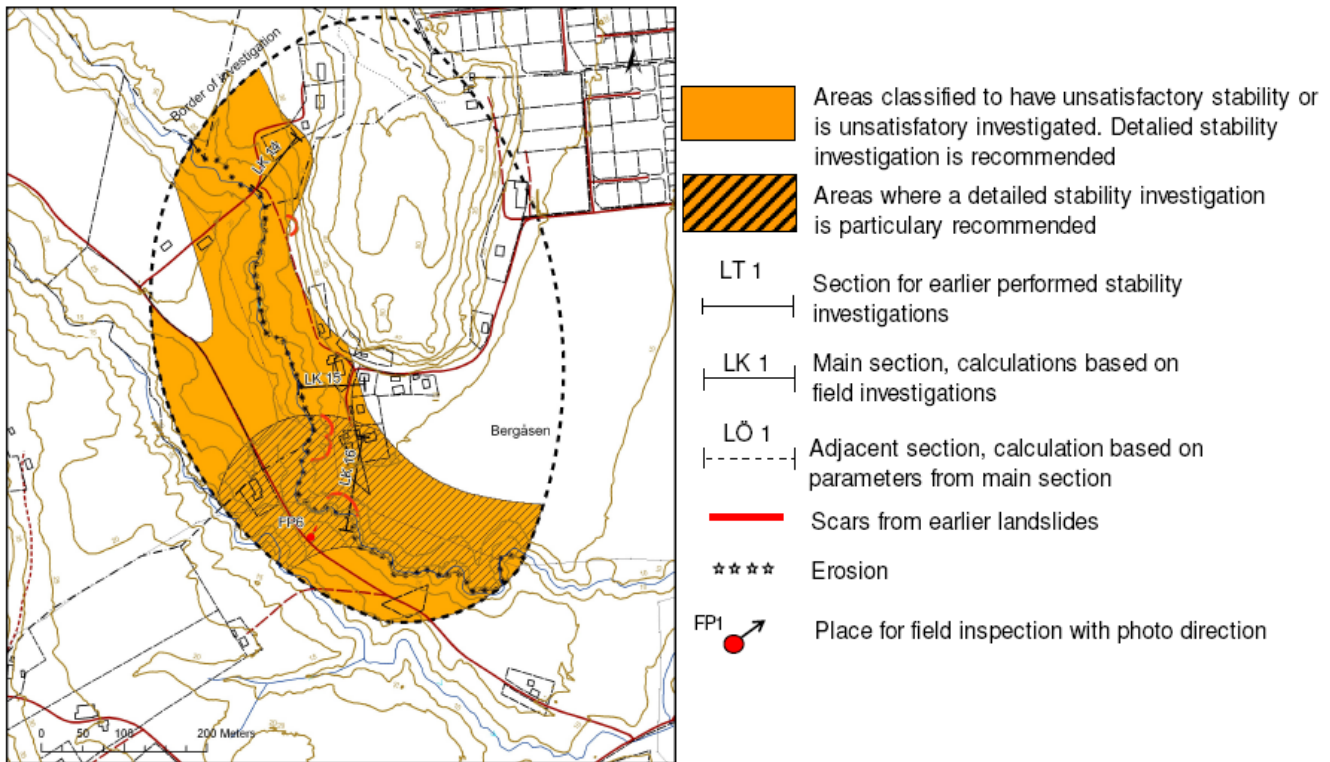 Order of investigation
N
LK 14
LK 15
Bergåsen
LK 16
FP6
0 50 100 200 Meters
Areas classified to have unsatisfactory stability or
is unsatisfatory investigated. Detalied stability
investigation is recommended
Areas where a detailed stability investigation
is particulary recommended
LT 1
Section for earlier performed stability
investigations
LK 1
Main section, calculations based on
field investigations
LÖ 1
Adjacent section, calculation based on
parameters from main section
Scars from earlier landslides
Erosion
FP1
Place for field inspection with photo direction